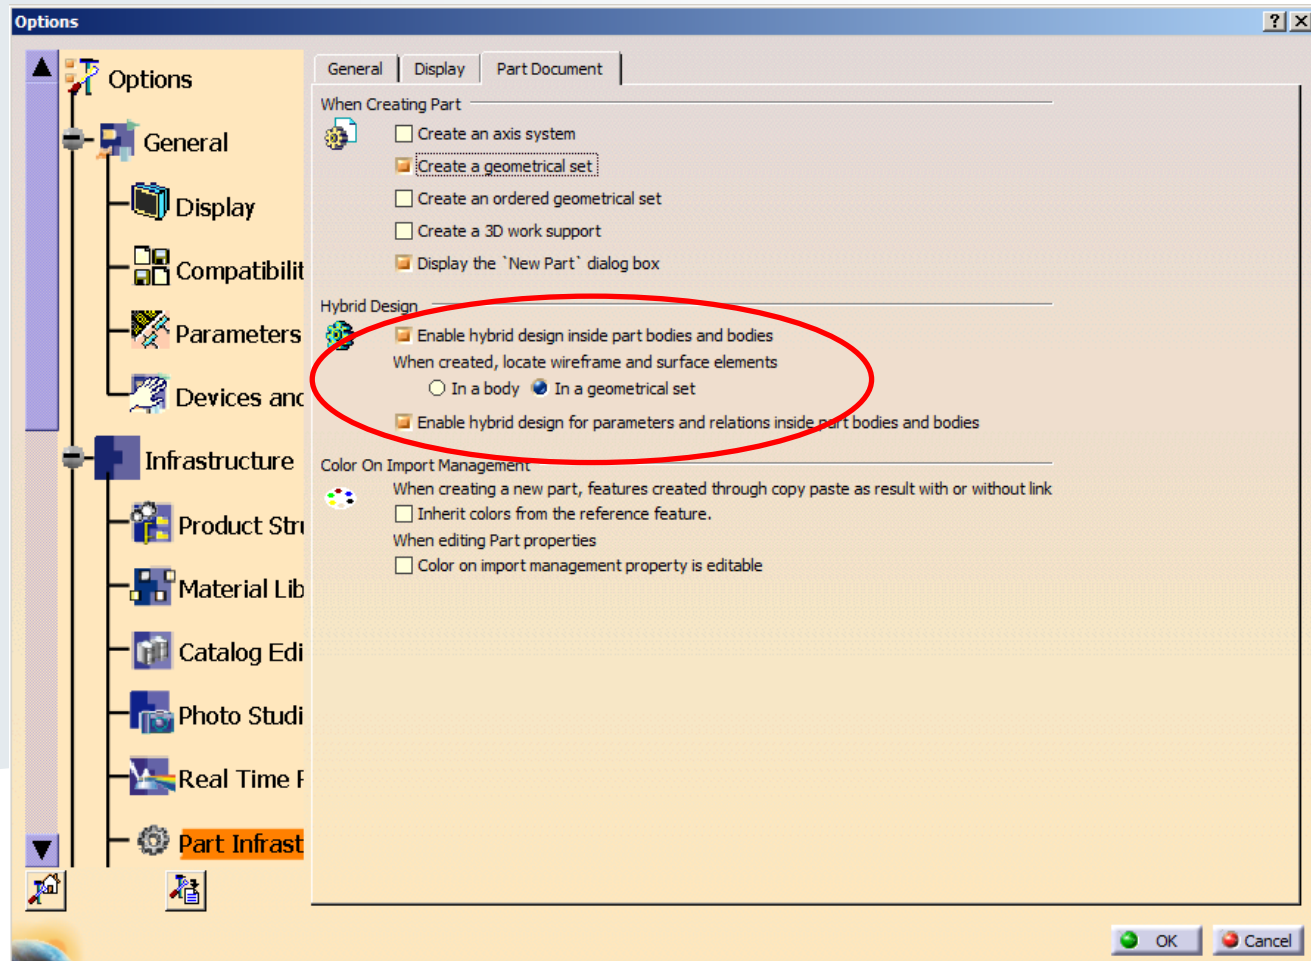 Options
Options
General
Display
Compatibilit
Parameters
Devices and
Infrastructure
Product Stru
Material Lib
Catalog Edi
Photo Studi
Real Time F
Part Infrast
General Display Part Document
When Creating Part
Create an axis system
Create a geometrical set
Create an ordered geometrical set
Create a 3D work support
Display the `New Part` dialog box
Hybrid Design
Enable hybrid design inside part bodies and bodies
When created, locate wireframe and surface elements
In a body In a geometrical set
Enable hybrid design for parameters and relations inside part bodies and bodies
Color On Import Management
When creating a new part, features created through copy paste as result with or without link
Inherit colors from the reference feature.
When editing Part properties
Color on import management property is editable
OK Cancel